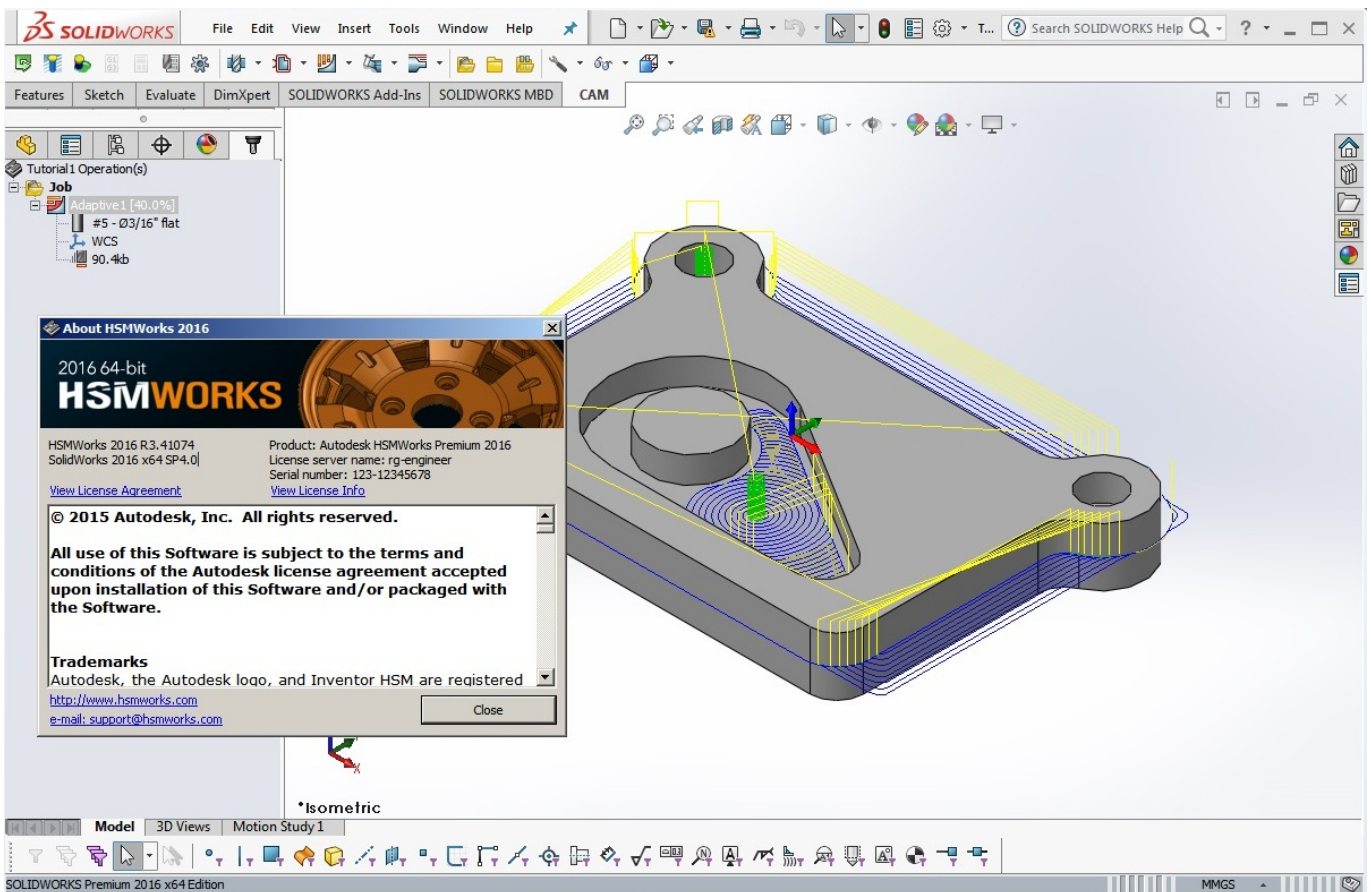 SOLIDWORKS File Edit View Insert Tools Window Help T... Search SOLIDWORKS Help ?
Features Sketch Evaluate DimXpert SOLIDWORKS Add-Ins SOLIDWORKS MBD CAM
Tutorial1 Operation(s)
Job
Adaptive1 [40.0%]
#5 - Ø3/16" flat
WCS
90.4kb
About HSMWorks 2016
2016 64-bit
HSMWORKS
HSMWorks 2016 R3.41074
SolidWorks 2016 x64 SP4.0
View License Agreement
Product: Autodesk HSMWorks Premium 2016
License server name: rg-engineer
Serial number: 123-12345678
View License Info
© 2015 Autodesk, Inc. All rights reserved.
All use of this Software is subject to the terms and
conditions of the Autodesk license agreement accepted
upon installation of this Software and/or packaged with
the Software.
Trademarks
Autodesk, the Autodesk logo, and Inventor HSM are registered
http://www.hsmworks.com
e-mail: support@hsmworks.com
Close
X
*Isometric
Model 3D Views Motion Study 1
SOLIDWORKS Premium 2016 x64 Edition MMGS